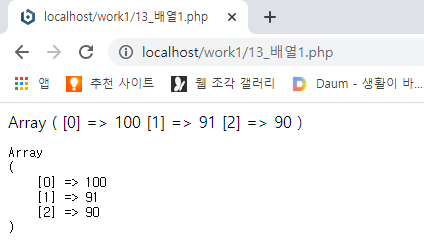 localhost/work1/13_배열1.php
localhost/work1/13_배열1.php
앱 추천 사이트 웹 조각 갤러리 Daum - 생활이 바...
Array ( [0] => 100 [1] => 91 [2] => 90 )
Array
(
    [0] => 100
    [1] => 91
    [2] => 90
)